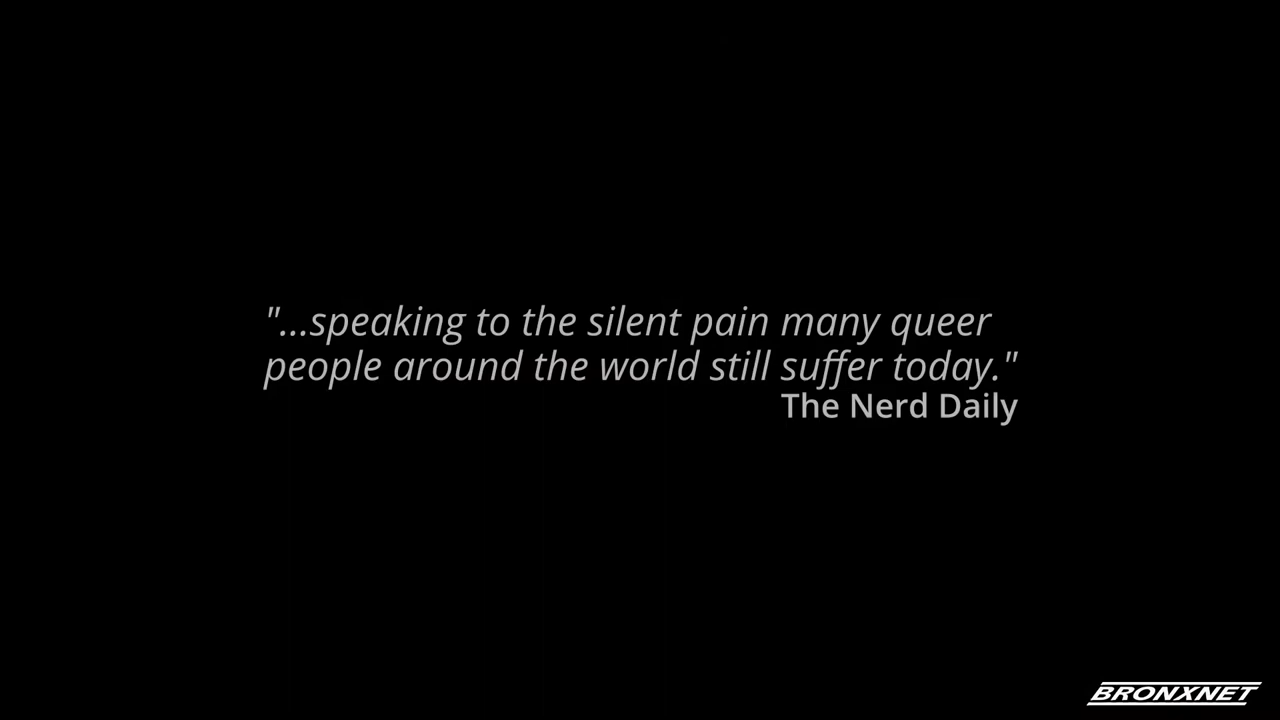 "...speaking to the silent pain many queer
people around the world still suffer today."
The Nerd Daily
BRONXNET